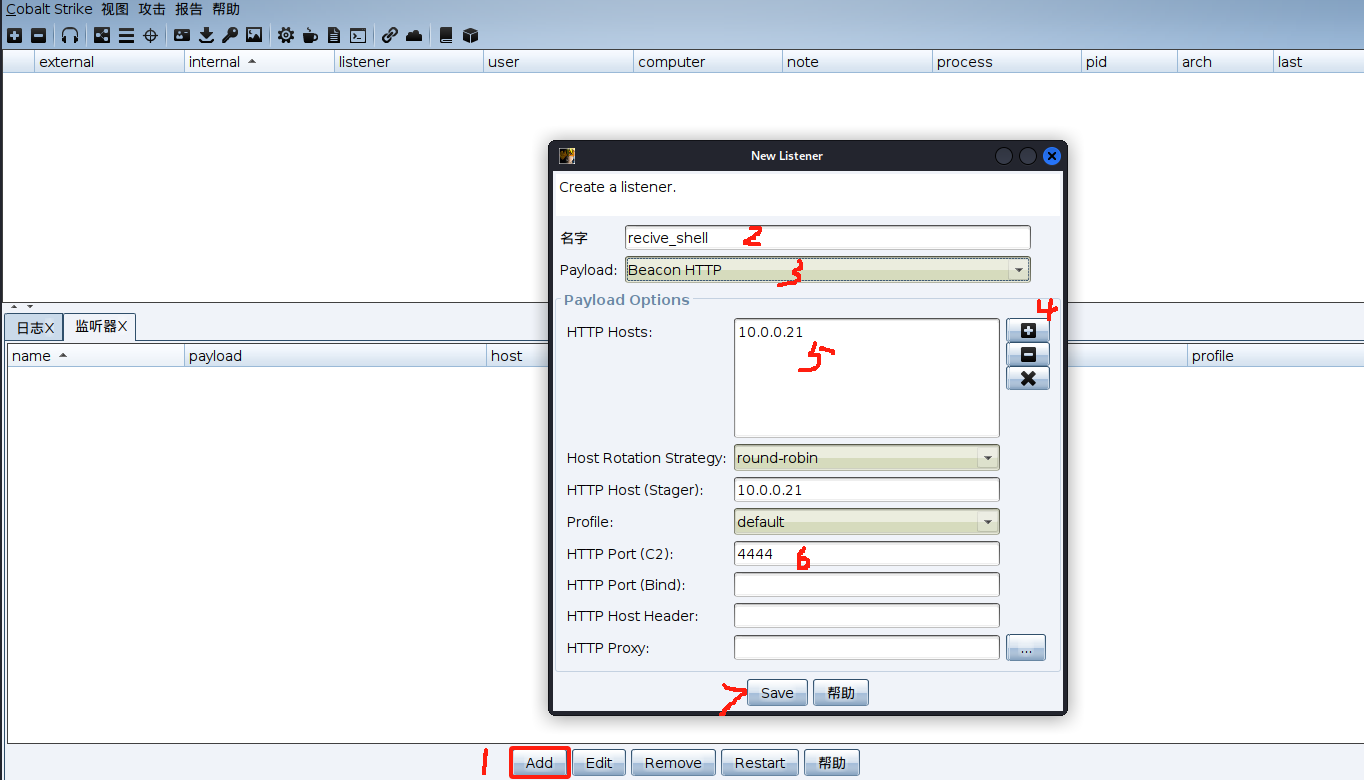 Cobalt Strike 视图 攻击 报告 帮助
external internal listener user computer note process pid arch last
New Listener
Create a listener.
名字 recive_shell 2
Payload: Beacon HTTP 3
Payload Options
4
HTTP Hosts: 10.0.0.21
5
日志X 监听器X
name payload host profile
Host Rotation Strategy: round-robin
HTTP Host (Stager): 10.0.0.21
Profile: default
HTTP Port (C2): 4444 6
HTTP Port (Bind):
HTTP Host Header:
HTTP Proxy: ...
7 Save 帮助
1 Add Edit Remove Restart 帮助